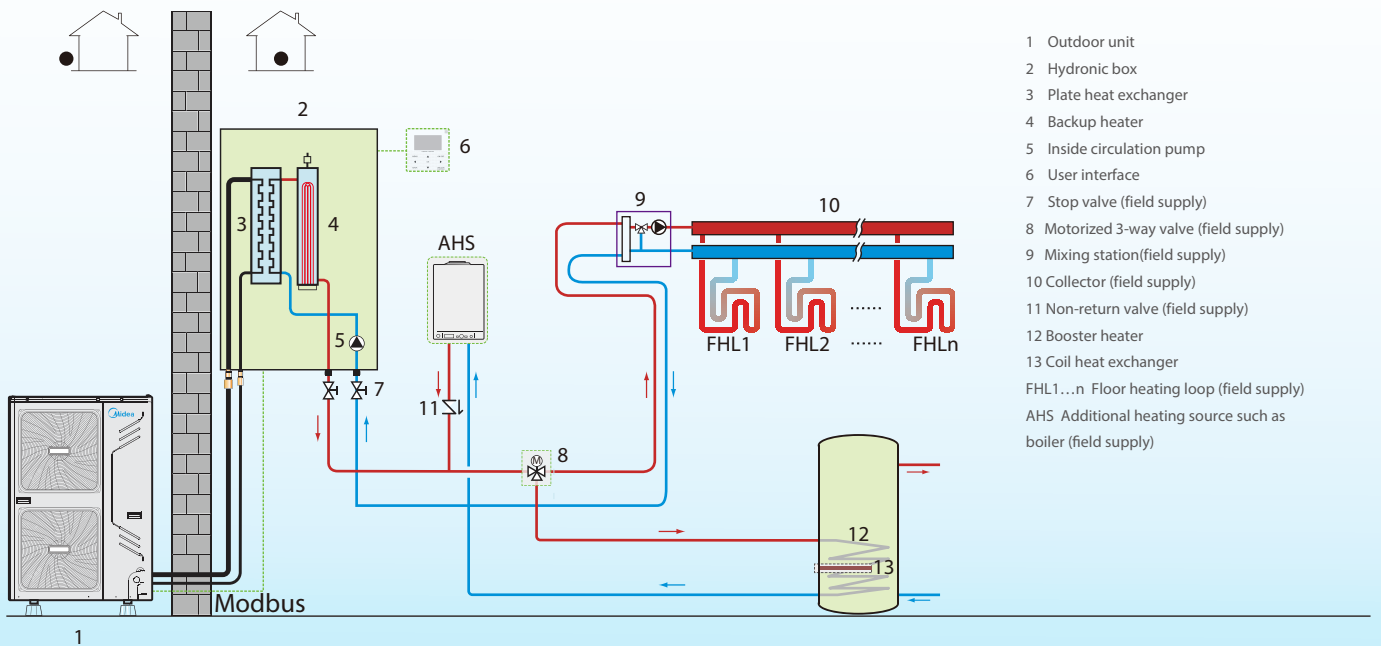 2
6
3
4
5
7
AHS
11
8
9
10
FHL1
FHL2
......
FHLn
......
12
13
Midea
Modbus
1
M
1 Outdoor unit
2 Hydronic box
3 Plate heat exchanger
4 Backup heater
5 Inside circulation pump
6 User interface
7 Stop valve (field supply)
8 Motorized 3-way valve (field supply)
9 Mixing station(field supply)
10 Collector (field supply)
11 Non-return valve (field supply)
12 Booster heater
13 Coil heat exchanger
FHL1...n Floor heating loop (field supply)
AHS Additional heating source such as
boiler (field supply)